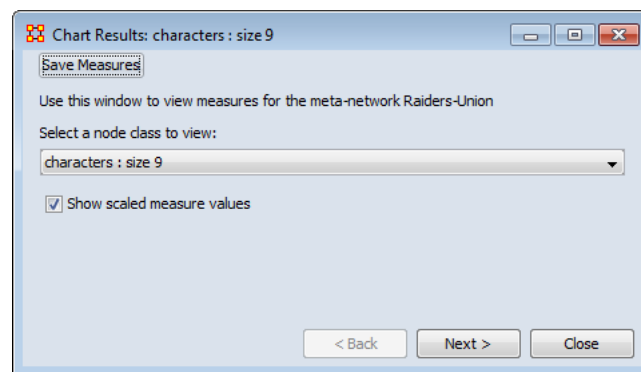 Chart Results: characters : size 9
Save Measures
Use this window to view measures for the meta-network Raiders-Union
Select a node class to view:
characters : size 9
Show scaled measure values
< Back Next > Close